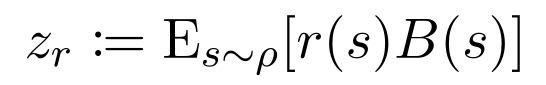 z_r := E_{s∼ρ}[r(s)B(s)]